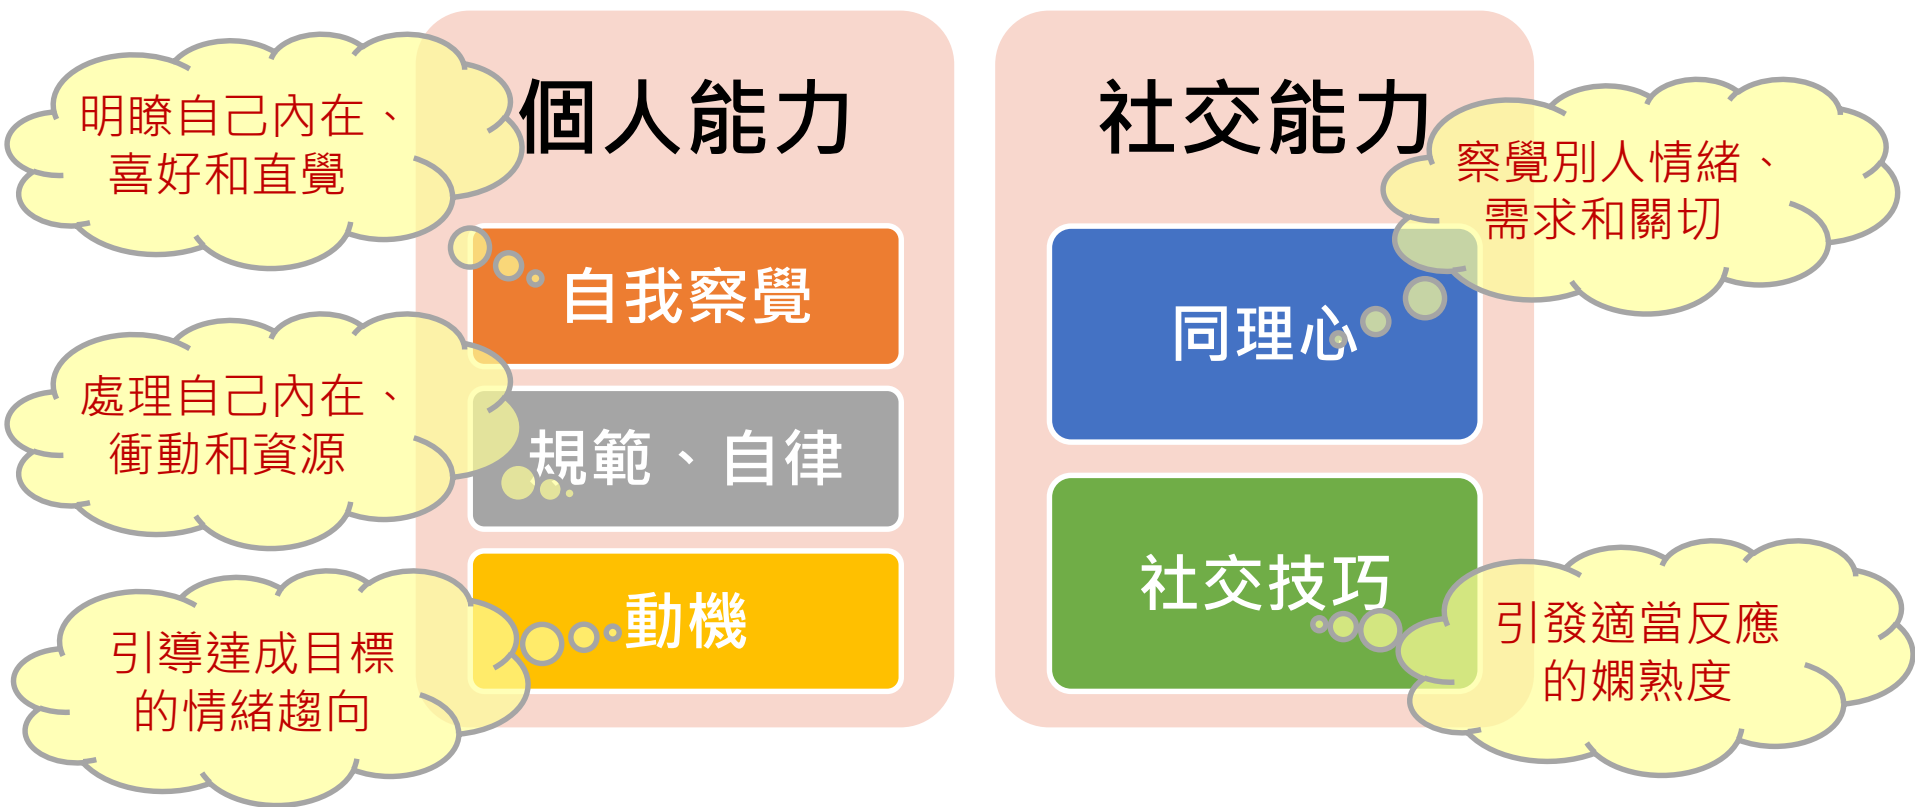 個人能力
明瞭自己內在、
喜好和直覺
自我察覺
處理自己內在、
衝動和資源
規範、自律
引導達成目標
的情緒趨向
動機
社交能力
察覺別人情緒、
需求和關切
同理心
社交技巧
引發適當反應
的嫻熟度